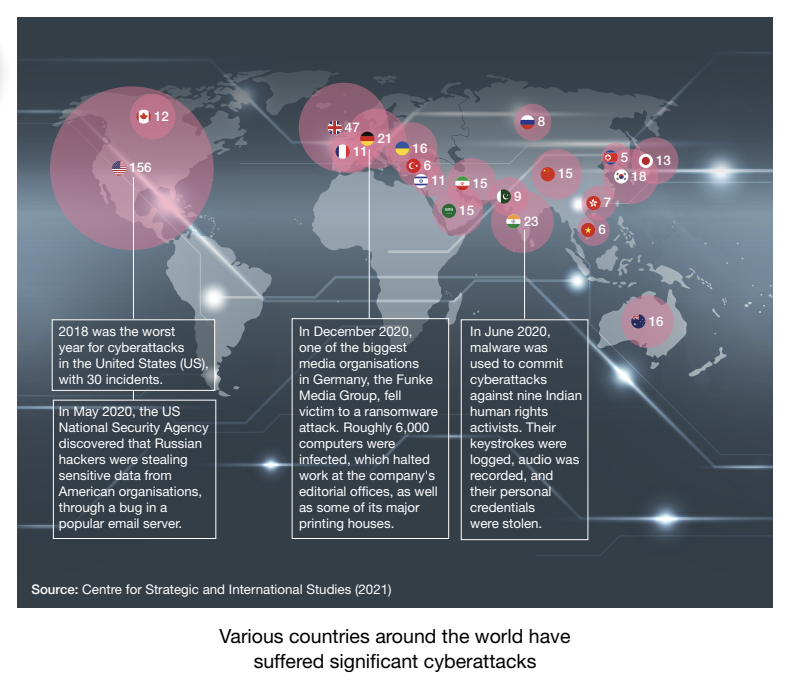 12
156
47
11
21
16
6
11
15
15
8
9
23
15
5
13
18
7
6
16
2018 was the worst
year for cyberattacks
in the United States (US),
with 30 incidents.
In May 2020, the US
National Security Agency
discovered that Russian
hackers were stealing
sensitive data from
American organisations,
through a bug in a
popular email server.
In December 2020,
one of the biggest
media organisations
in Germany, the Funke
Media Group, fell
victim to a ransomware
attack. Roughly 6,000
computers were
infected, which halted
work at the company's
editorial offices, as well
as some of its major
printing houses.
In June 2020,
malware was
used to commit
cyberattacks
against nine Indian
human rights
activists. Their
keystrokes were
logged, audio was
recorded, and
their personal
credentials
were stolen.
Source: Centre for Strategic and International Studies (2021)
Various countries around the world have
suffered significant cyberattacks